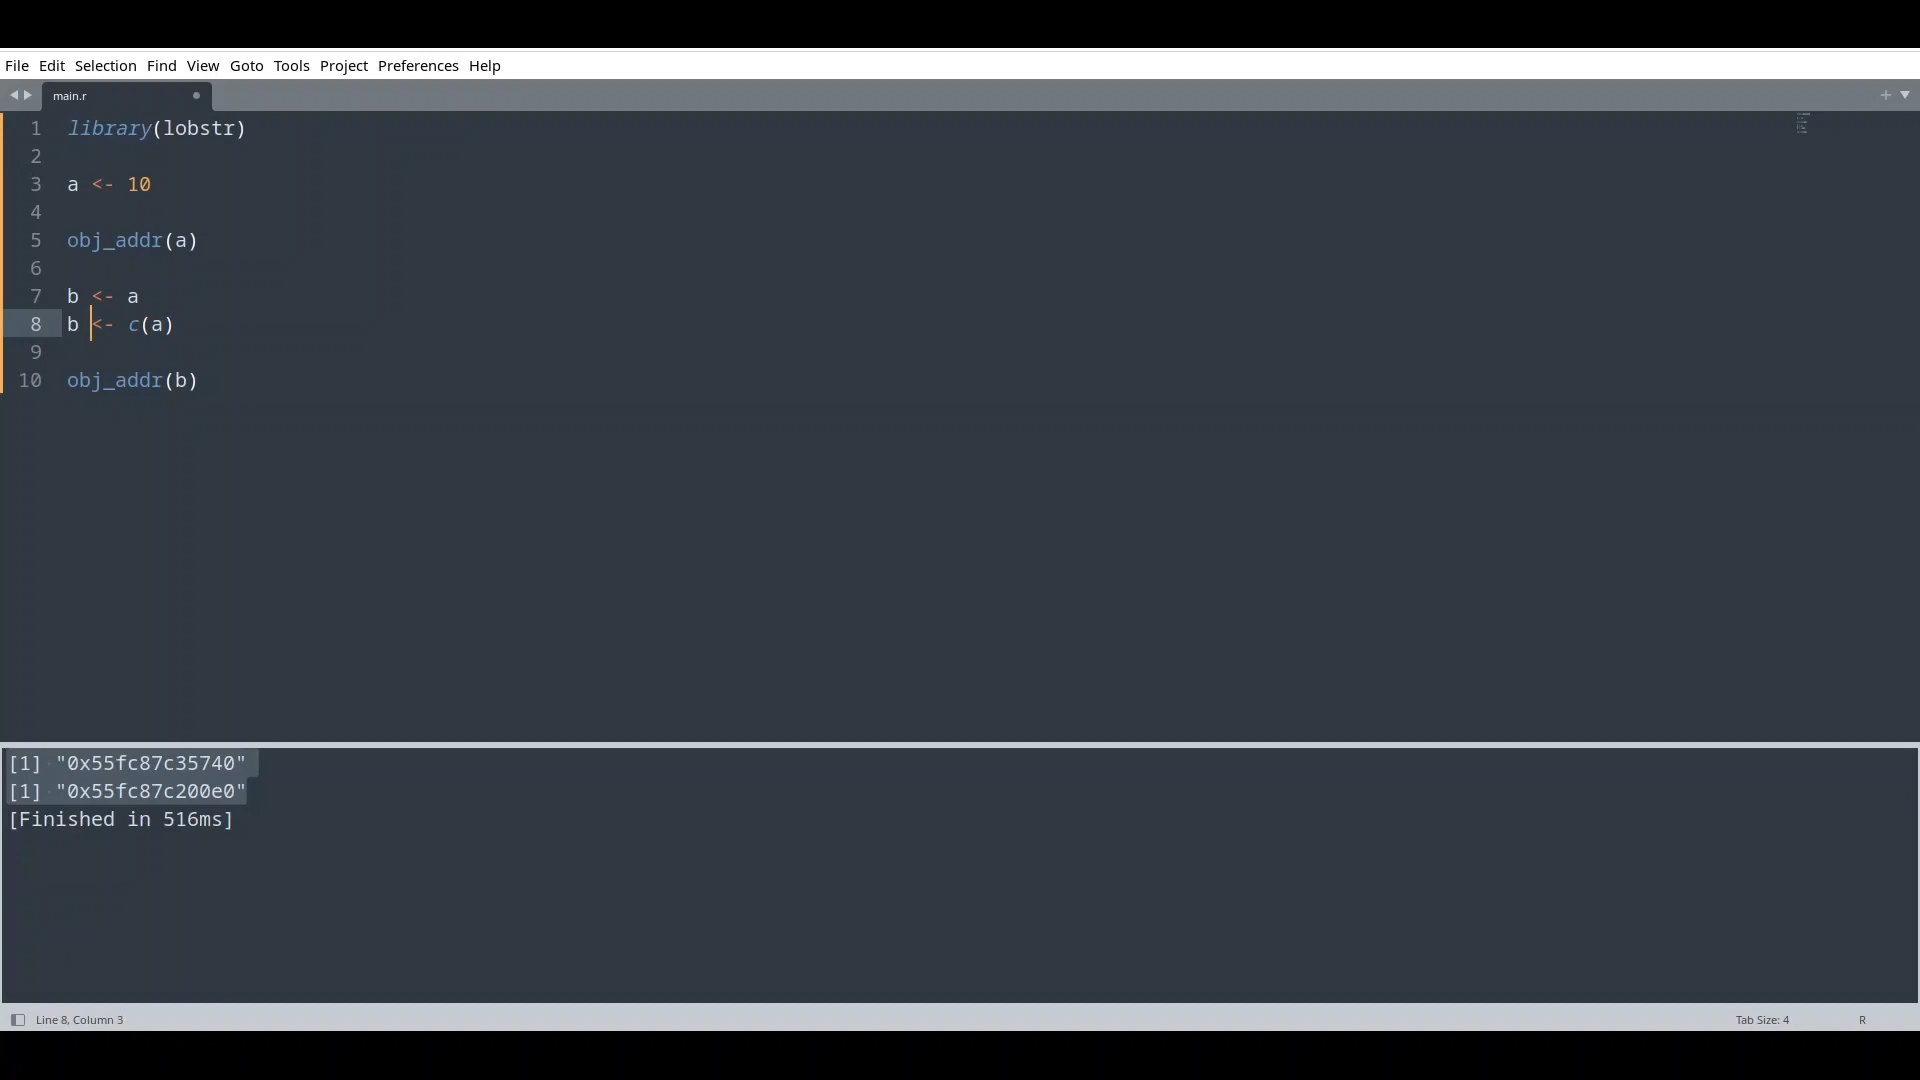 File Edit Selection Find View Goto Tools Project Preferences Help
main.r
1 library(lobstr)
2
3 a <- 10
4
5 obj_addr(a)
6
7 b <- a
8 b <- c(a)
9
10 obj_addr(b)
[1] "0x55fc87c35740"
[1] "0x55fc87c200e0"
[Finished in 516ms]
Line 8, Column 3 Tab Size: 4 R